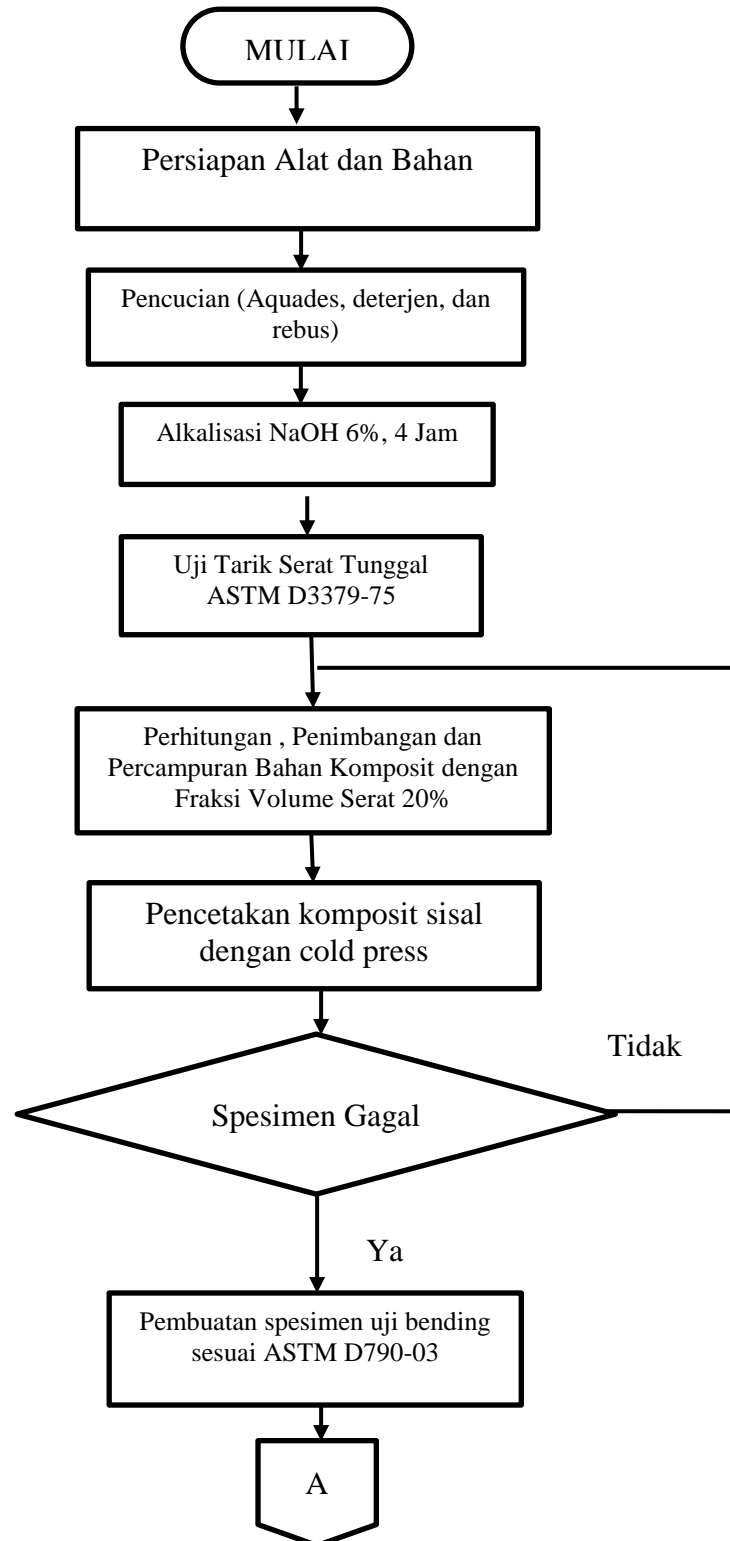 MULAI
Persiapan Alat dan Bahan
Pencucian (Aquades, deterjen, dan
rebus)
Alkalisasi NaOH 6%, 4 Jam
Uji Tarik Serat Tunggal
ASTM D3379-75
Perhitungan , Penimbangan dan
Percampuran Bahan Komposit dengan
Fraksi Volume Serat 20%
Pencetakan komposit sisal
dengan cold press
Tidak
Spesimen Gagal
Ya
Pembuatan spesimen uji bending
sesuai ASTM D790-03
A